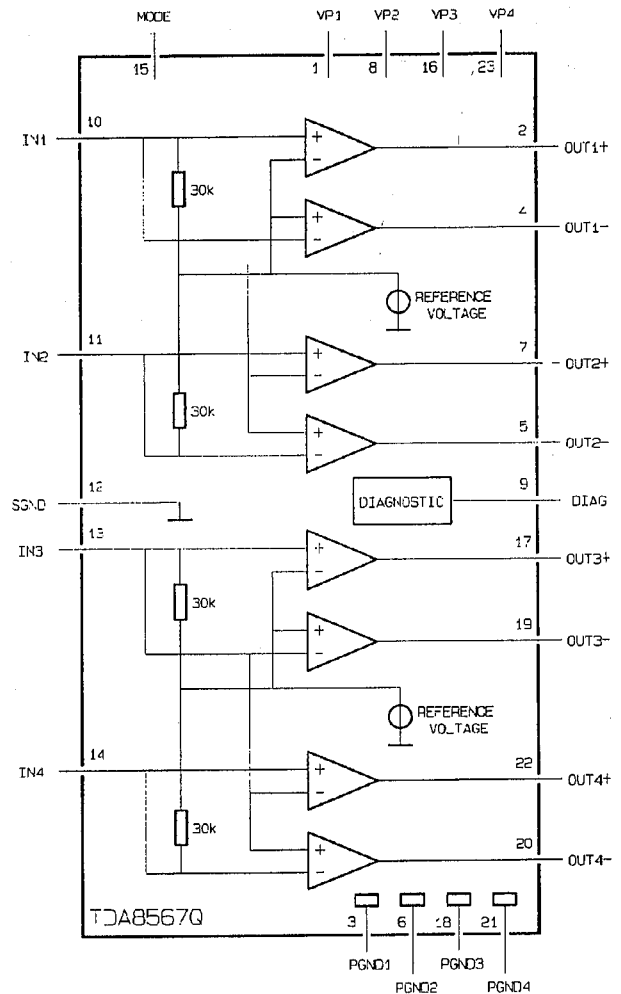 MODE VP1 VP2 VP3 VP4
15 1 8 16 23
10 2
IN1 OUT1+
30k
4
OUT1-
REFERENCE
VOLTAGE
11 7
IN2 OUT2+
30k 5
OUT2-
12 9
SGND DIAGNOSTIC DIAG
13 17
IN3 OUT3+
30k 19
OUT3-
REFERENCE
VOLTAGE
14 22
IN4 OUT4+
30k 20
OUT4-
TDA8567Q 3 6 18 21
PGND1 PGND3
PGND2 PGND4